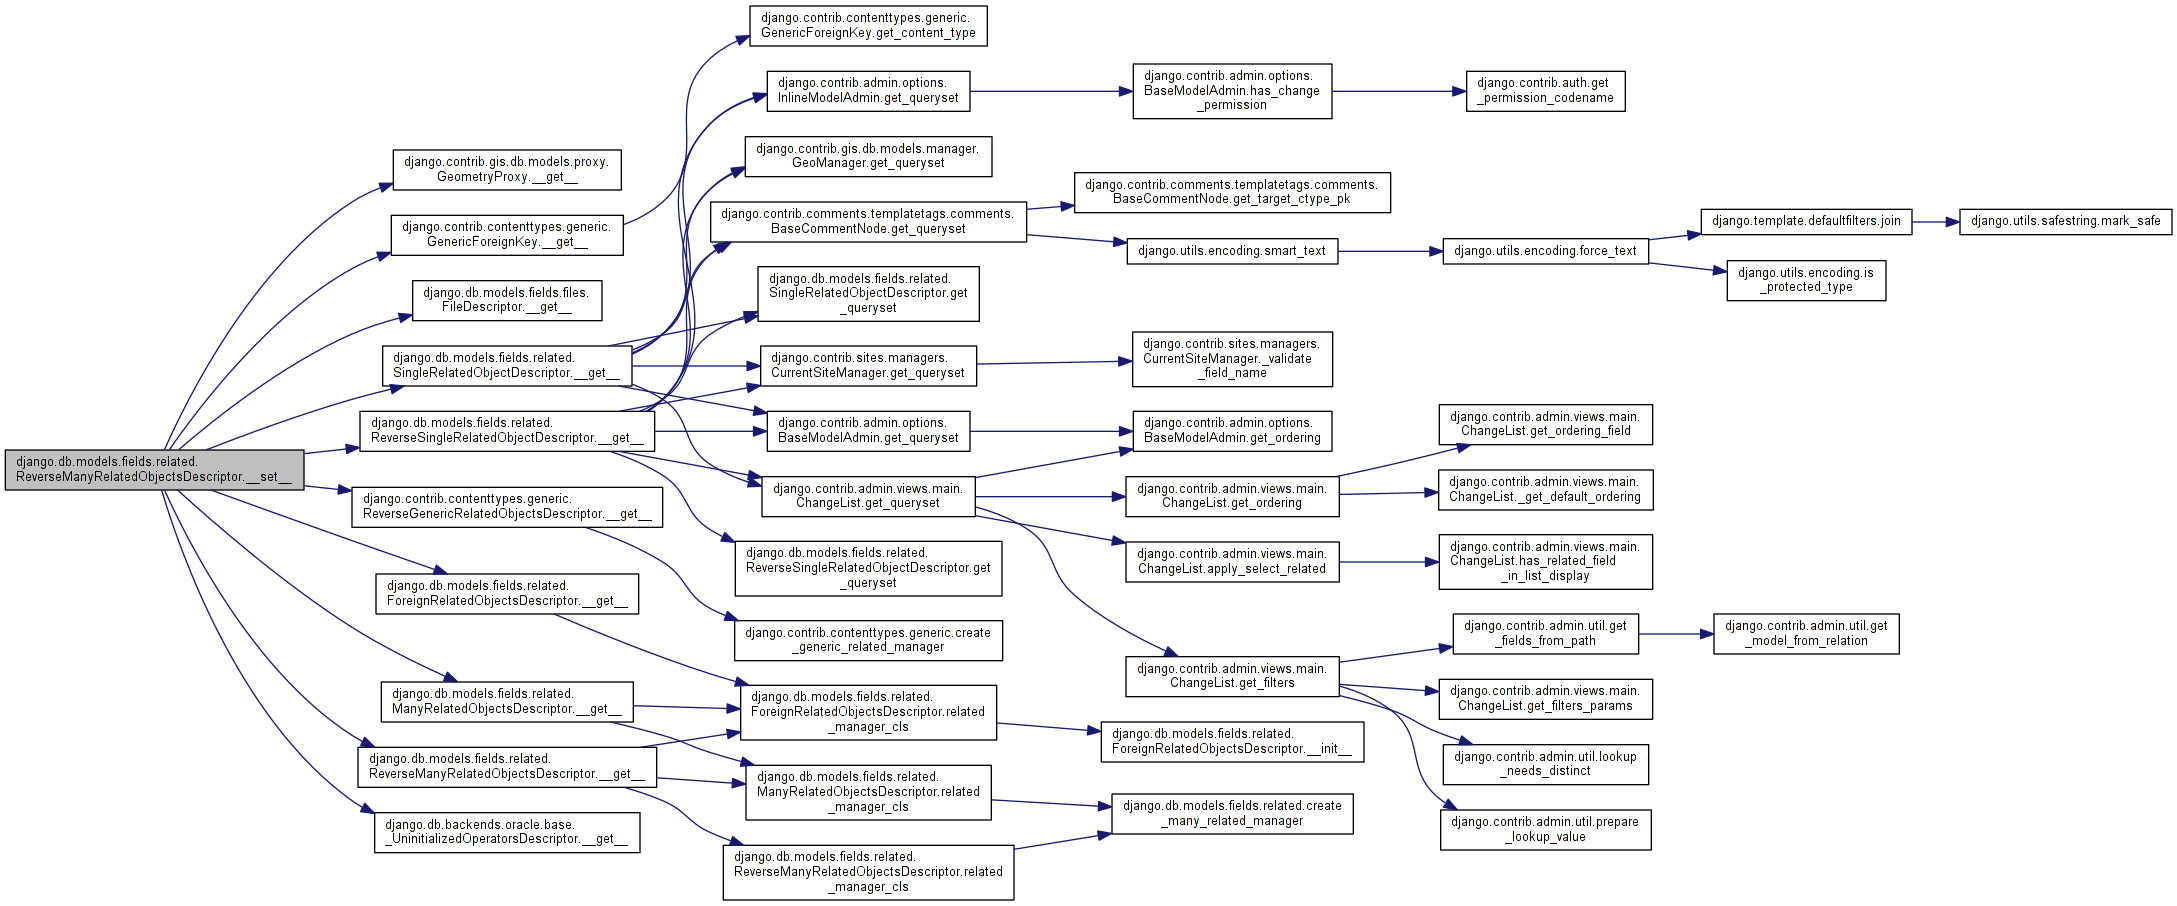 django.db.models.fields.related.
ReverseManyRelatedObjectsDescriptor.__set__
django.contrib.gis.db.models.proxy.
GeometryProxy.__get__
django.contrib.contenttypes.generic.
GenericForeignKey.__get__
django.db.models.fields.files.
FileDescriptor.__get__
django.db.models.fields.related.
SingleRelatedObjectDescriptor.__get__
django.db.models.fields.related.
ReverseSingleRelatedObjectDescriptor.__get__
django.contrib.contenttypes.generic.
ReverseGenericRelatedObjectsDescriptor.__get__
django.db.models.fields.related.
ForeignRelatedObjectsDescriptor.__get__
django.db.models.fields.related.
ManyRelatedObjectsDescriptor.__get__
django.db.models.fields.related.
ReverseManyRelatedObjectsDescriptor.__get__
django.db.backends.oracle.base.
_UninitializedOperatorsDescriptor.__get__
django.contrib.contenttypes.generic.
GenericForeignKey.get_content_type
django.contrib.admin.options.
InlineModelAdmin.get_queryset
django.contrib.gis.db.models.manager.
GeoManager.get_queryset
django.contrib.comments.templatetags.comments.
BaseCommentNode.get_queryset
django.db.models.fields.related.
SingleRelatedObjectDescriptor.get
_queryset
django.contrib.sites.managers.
CurrentSiteManager.get_queryset
django.contrib.admin.options.
BaseModelAdmin.get_queryset
django.contrib.admin.views.main.
ChangeList.get_queryset
django.db.models.fields.related.
ReverseSingleRelatedObjectDescriptor.get
_queryset
django.contrib.contenttypes.generic.create
_generic_related_manager
django.db.models.fields.related.
ForeignRelatedObjectsDescriptor.related
_manager_cls
django.db.models.fields.related.
ManyRelatedObjectsDescriptor.related
_manager_cls
django.db.models.fields.related.
ReverseManyRelatedObjectsDescriptor.related
_manager_cls
django.contrib.admin.options.
BaseModelAdmin.has_change
_permission
django.contrib.comments.templatetags.comments.
BaseCommentNode.get_target_ctype_pk
django.utils.encoding.smart_text
django.contrib.sites.managers.
CurrentSiteManager._validate
_field_name
django.contrib.admin.options.
BaseModelAdmin.get_ordering
django.contrib.admin.views.main.
ChangeList.get_ordering
django.contrib.admin.views.main.
ChangeList.apply_select_related
django.contrib.admin.views.main.
ChangeList.get_filters
django.db.models.fields.related.
ForeignRelatedObjectsDescriptor.__init__
django.db.models.fields.related.create
_many_related_manager
django.contrib.auth.get
_permission_codename
django.utils.encoding.force_text
django.contrib.admin.views.main.
ChangeList.get_ordering_field
django.contrib.admin.views.main.
ChangeList._get_default_ordering
django.contrib.admin.views.main.
ChangeList.has_related_field
_in_list_display
django.contrib.admin.util.get
_fields_from_path
django.contrib.admin.views.main.
ChangeList.get_filters_params
django.contrib.admin.util.lookup
_needs_distinct
django.contrib.admin.util.prepare
_lookup_value
django.template.defaultfilters.join
django.utils.encoding.is
_protected_type
django.contrib.admin.util.get
_model_from_relation
django.utils.safestring.mark_safe